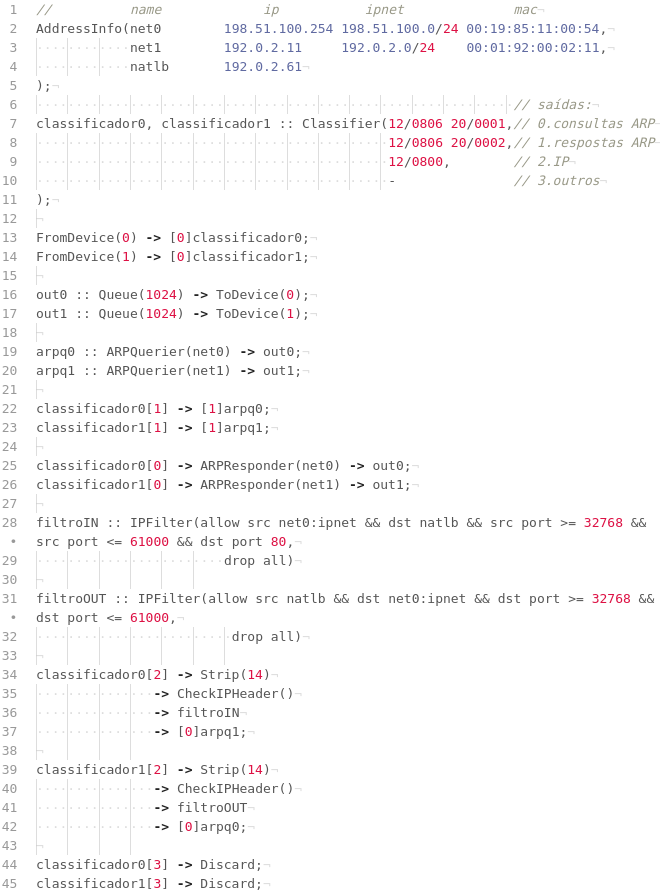 1 // name ip ipnet mac
2 AddressInfo(net0 198.51.100.254 198.51.100.0/24 00:19:85:11:00:54,
3 net1 192.0.2.11 192.0.2.0/24 00:01:92:00:02:11,
4 natlb 192.0.2.61
5 );
6 // saídas:
7 classificador0, classificador1 :: Classifier(12/0806 20/0001,// 0.consultas ARP
8 12/0806 20/0002,// 1.respostas ARP
9 12/0800, // 2.IP
10 - // 3.outros
11 );
12
13 FromDevice(0) -> [0]classificador0;
14 FromDevice(1) -> [0]classificador1;
15
16 out0 :: Queue(1024) -> ToDevice(0);
17 out1 :: Queue(1024) -> ToDevice(1);
18
19 arpq0 :: ARPQuerier(net0) -> out0;
20 arpq1 :: ARPQuerier(net1) -> out1;
21
22 classificador0[1] -> [1]arpq0;
23 classificador1[1] -> [1]arpq1;
24
25 classificador0[0] -> ARPResponder(net0) -> out0;
26 classificador1[0] -> ARPResponder(net1) -> out1;
27
28 filtroIN :: IPFilter(allow src net0:ipnet && dst natlb && src port >= 32768 &&
• src port <= 61000 && dst port 80,
29 drop all)
30
31 filtroOUT :: IPFilter(allow src natlb && dst net0:ipnet && dst port >= 32768 &&
• dst port <= 61000,
32 drop all)
33
34 classificador0[2] -> Strip(14)
35 -> CheckIPHeader()
36 -> filtroIN
37 -> [0]arpq1;
38
39 classificador1[2] -> Strip(14)
40 -> CheckIPHeader()
41 -> filtroOUT
42 -> [0]arpq0;
43
44 classificador0[3] -> Discard;
45 classificador1[3] -> Discard;